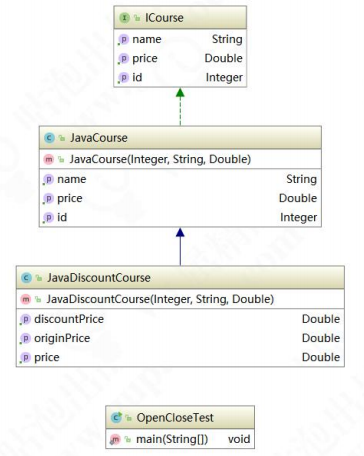 ICourse
name String
price Double
id Integer
JavaCourse
JavaCourse(Integer, String, Double)
name String
price Double
id Integer
JavaDiscountCourse
JavaDiscountCourse(Integer, String, Double)
discountPrice Double
originPrice Double
price Double
OpenCloseTest
main(String[]) void